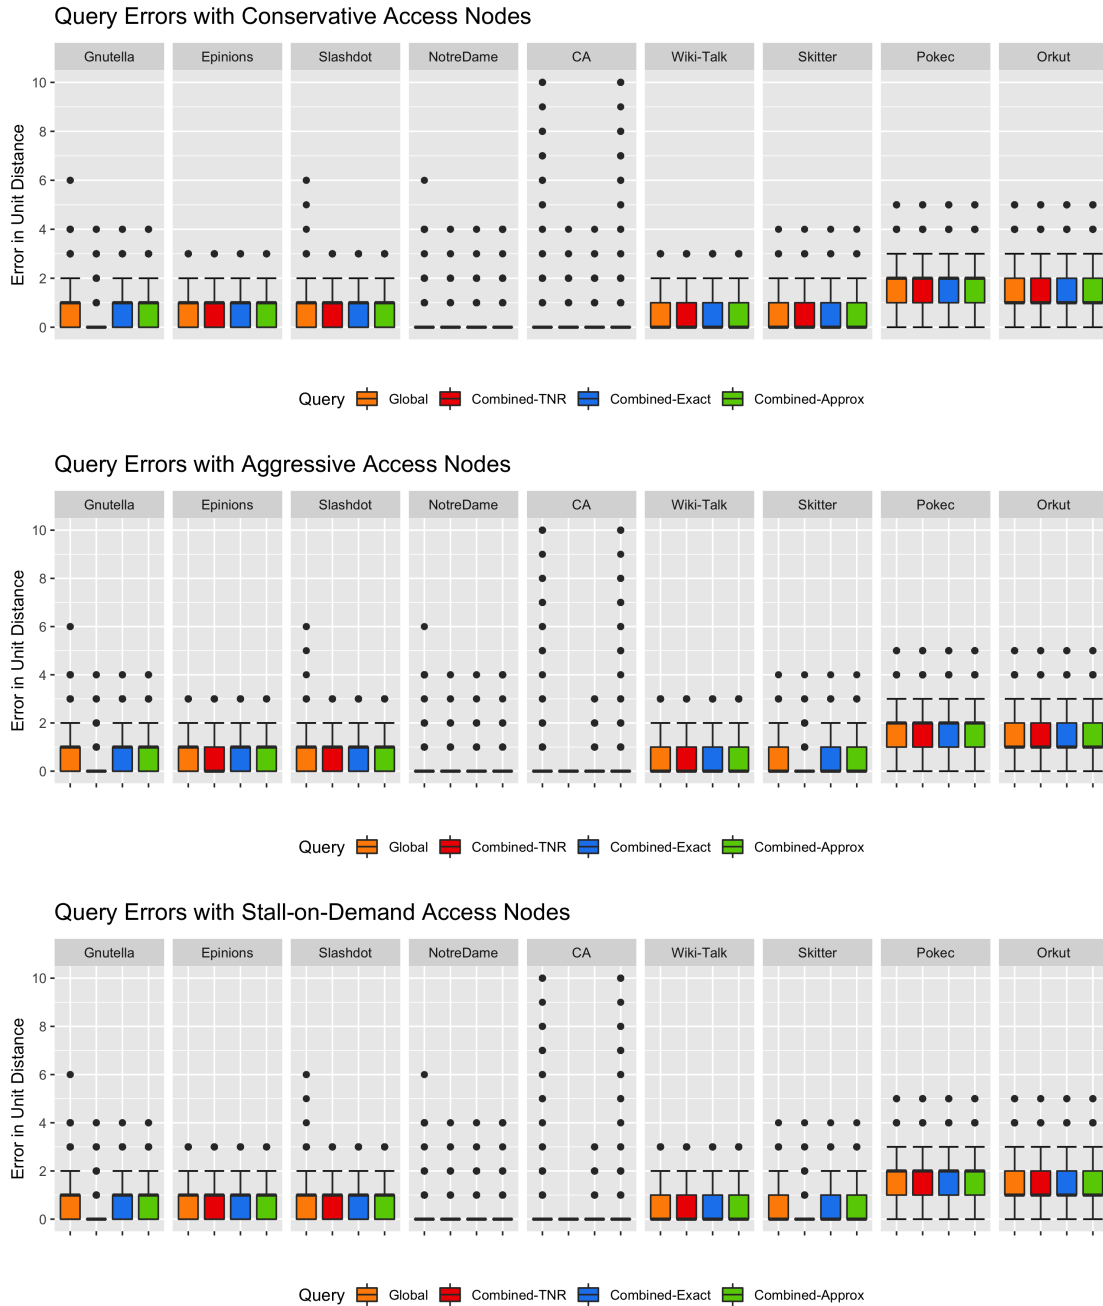 Query Errors with Conservative Access Nodes
Gnutella Epinions Slashdot NotreDame CA Wiki-Talk Skitter Pokec Orkut
Error in Unit Distance
10
8
6
4
2
0
Query Global Combined-TNR Combined-Exact Combined-Approx
Query Errors with Aggressive Access Nodes
Gnutella Epinions Slashdot NotreDame CA Wiki-Talk Skitter Pokec Orkut
Error in Unit Distance
10
8
6
4
2
0
Query Global Combined-TNR Combined-Exact Combined-Approx
Query Errors with Stall-on-Demand Access Nodes
Gnutella Epinions Slashdot NotreDame CA Wiki-Talk Skitter Pokec Orkut
Error in Unit Distance
10
8
6
4
2
0
Query Global Combined-TNR Combined-Exact Combined-Approx